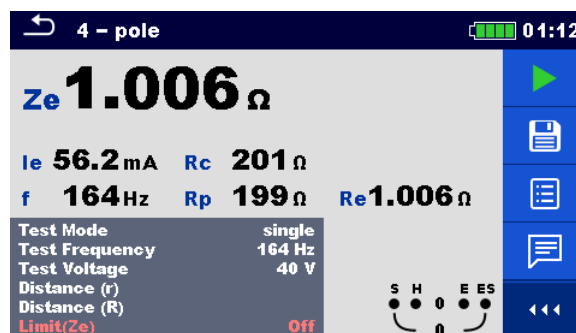 4 – pole 01:12
Ze 1.006 Ω
Ie 56.2 mA Rc 201 Ω
f 164 Hz Rp 199 Ω Re 1.006 Ω
Test Mode single
Test Frequency 164 Hz
Test Voltage 40 V
Distance (r)
Distance (R)
Limit(Ze) Off
S H E ES
0
0